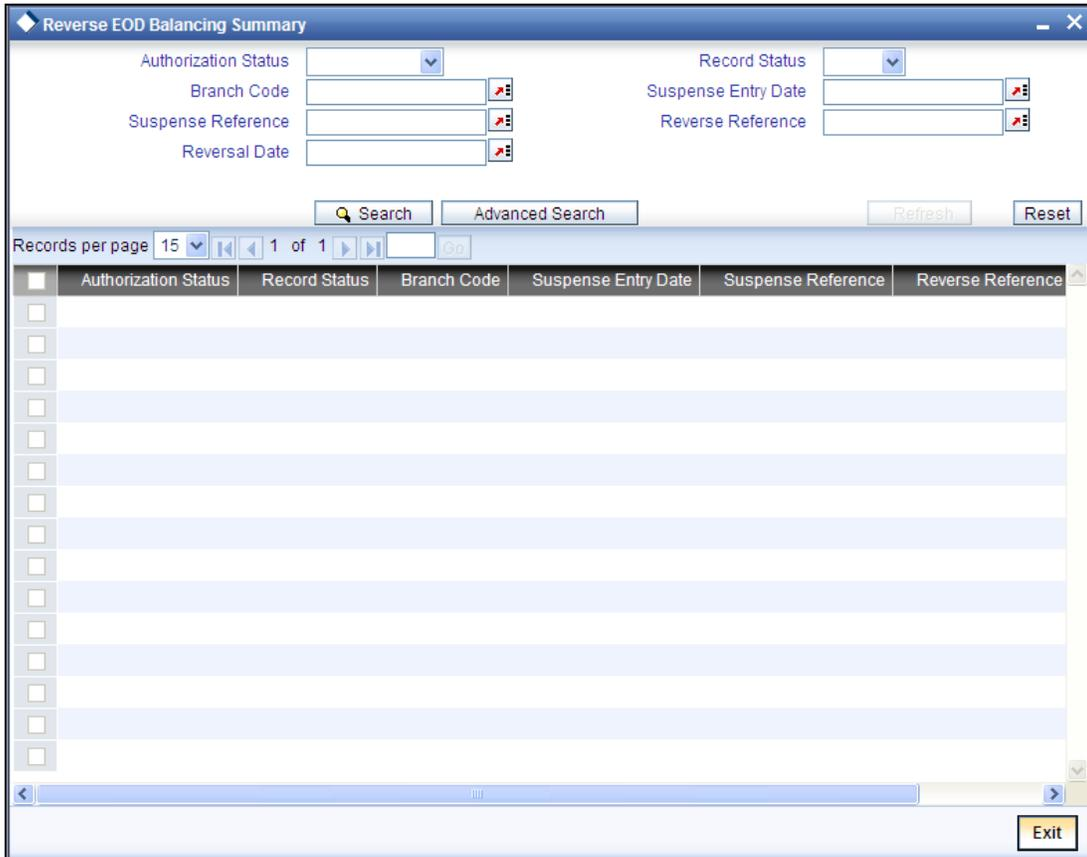 Reverse EOD Balancing Summary
Authorization Status
Record Status
Branch Code
Suspense Entry Date
Suspense Reference
Reverse Reference
Reversal Date
Search Advanced Search Refresh Reset
Records per page 15 1 of 1 Go
Authorization Status Record Status Branch Code Suspense Entry Date Suspense Reference Reverse Reference
Exit